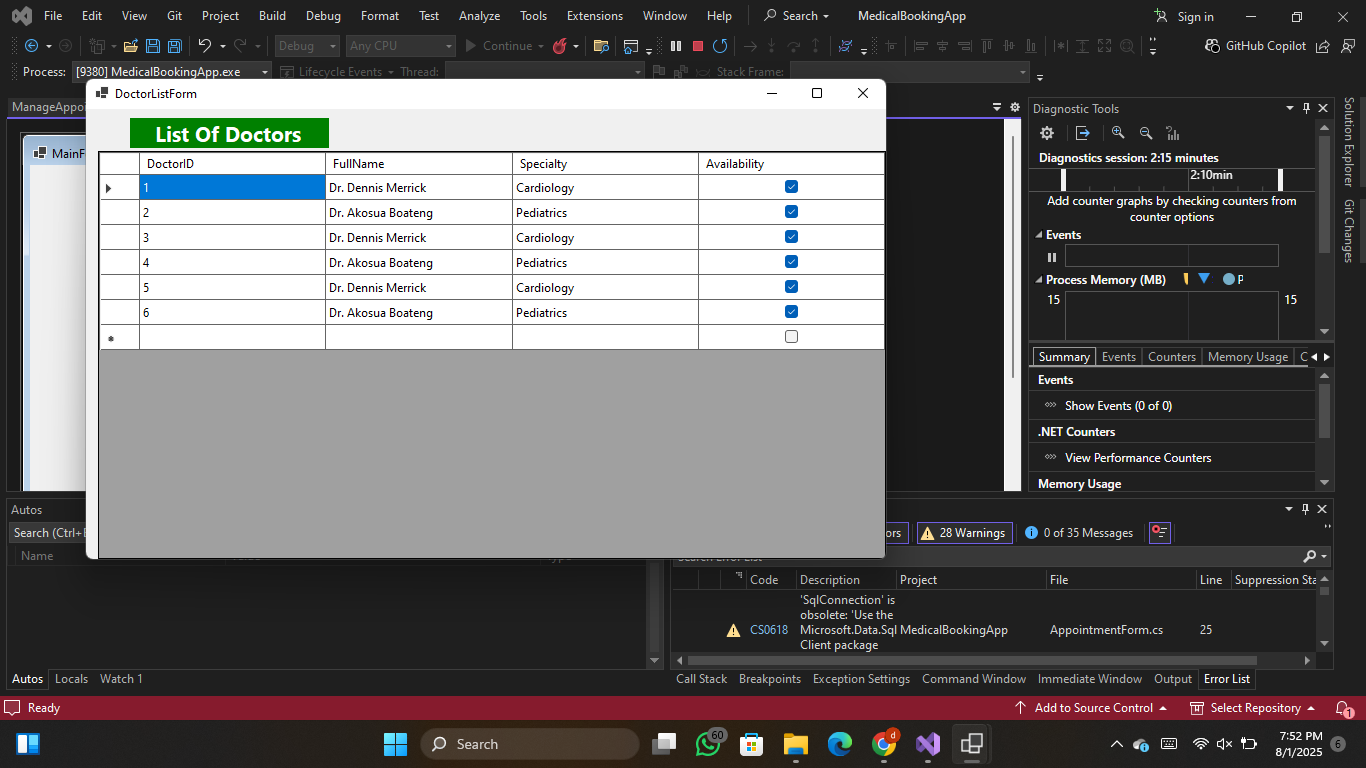 File Edit View Git Project Build Debug Format Test Analyze Tools Extensions Window Help Search MedicalBookingApp Sign in
Debug Any CPU Continue GitHub Copilot
Process: [9380] MedicalBookingApp.exe Lifecycle Events Thread: Stack Frame:
DoctorListForm
ManageAppoi
MainF
List Of Doctors
DoctorID FullName Specialty Availability
1 Dr. Dennis Merrick Cardiology
2 Dr. Akosua Boateng Pediatrics
3 Dr. Dennis Merrick Cardiology
4 Dr. Akosua Boateng Pediatrics
5 Dr. Dennis Merrick Cardiology
6 Dr. Akosua Boateng Pediatrics
Diagnostic Tools
Diagnostics session: 2:15 minutes
2:10min
Add counter graphs by checking counters from
counter options
Events
Process Memory (MB) P
15 15
Summary Events Counters Memory Usage C
Events
Show Events (0 of 0)
.NET Counters
View Performance Counters
Memory Usage
Solution Explorer
Git Changes
Autos
Search (Ctrl+E
Name
ors 28 Warnings 0 of 35 Messages
Search Error List
Code Description Project File Line Suppression Sta
'SqlConnection' is
obsolete: 'Use the
CS0618 Microsoft.Data.Sql MedicalBookingApp AppointmentForm.cs 25
Client package
Autos Locals Watch 1
Call Stack Breakpoints Exception Settings Command Window Immediate Window Output Error List
Ready Add to Source Control Select Repository 1
Search 60 d 7:52 PM 6
8/1/2025